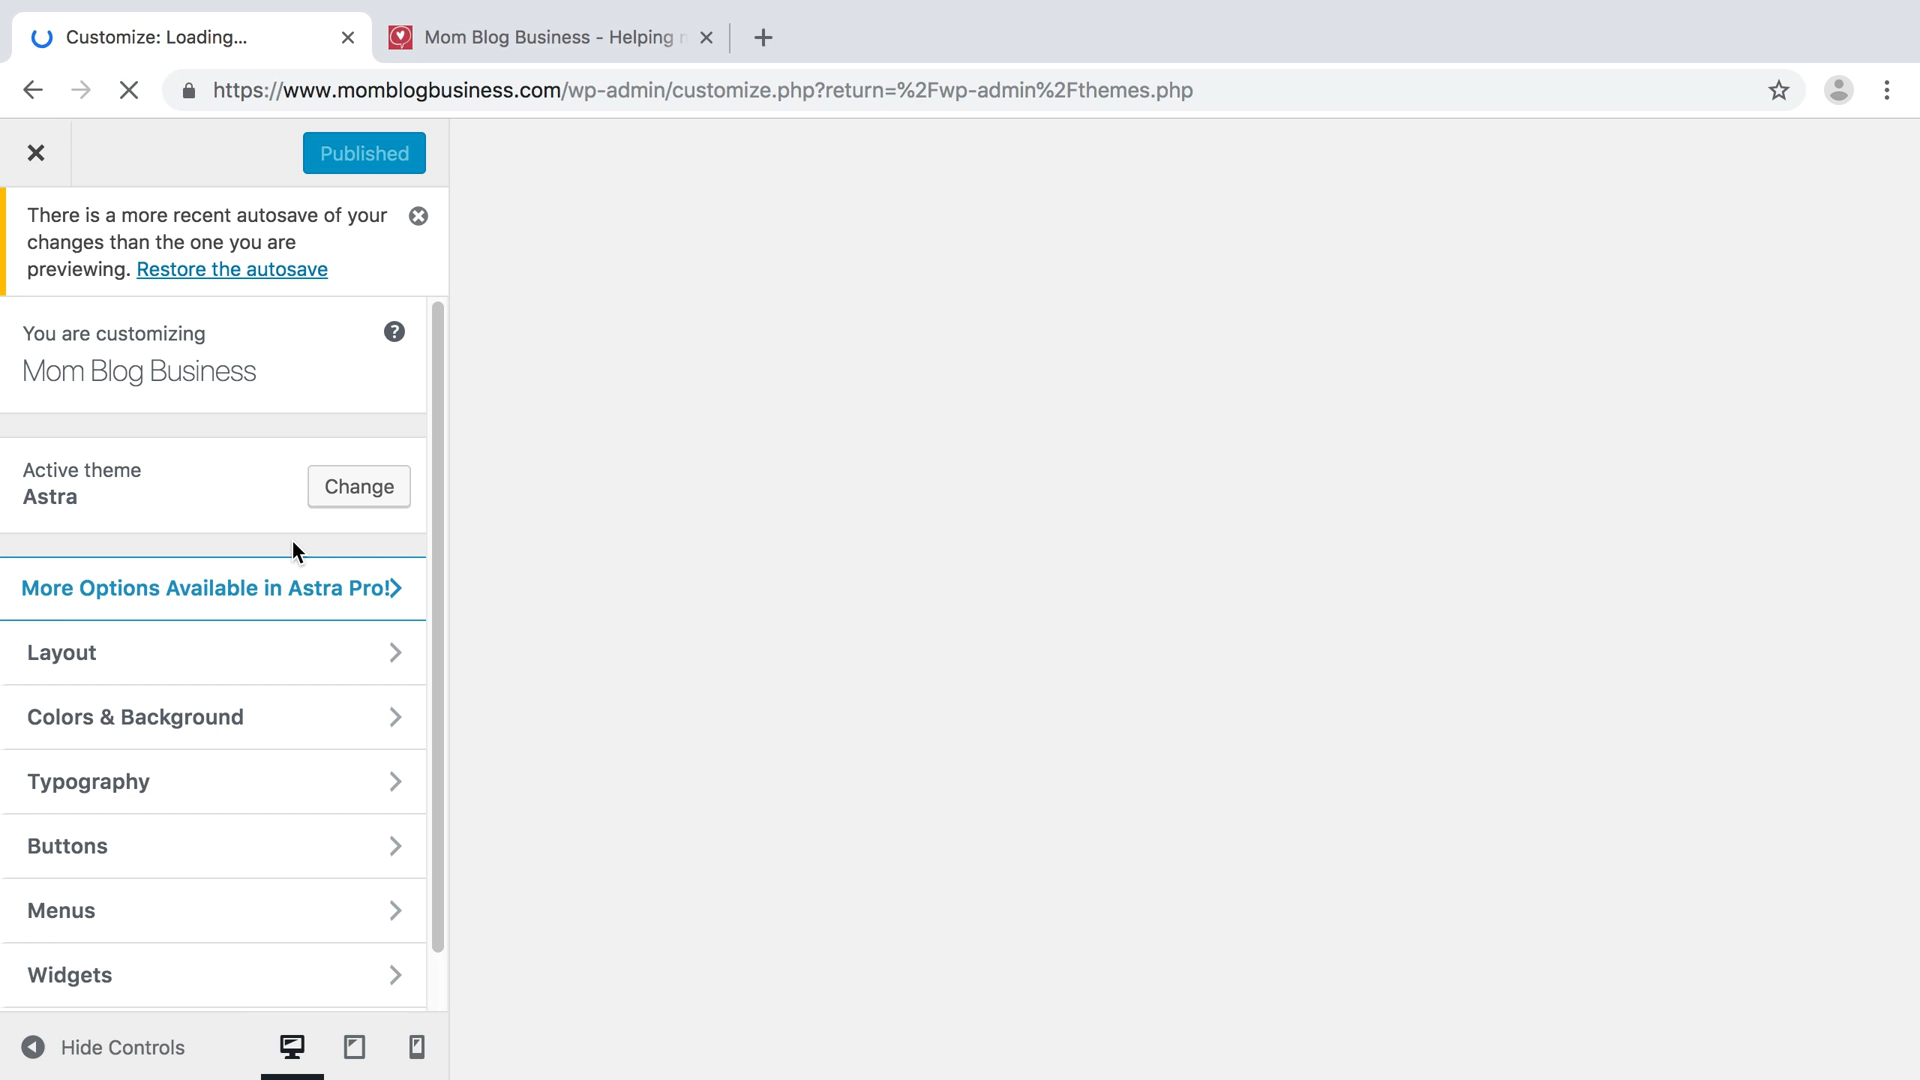 Customize: Loading...
Mom Blog Business - Helping
https://www.momblogbusiness.com/wp-admin/customize.php?return=%2Fwp-admin%2Fthemes.php
Published
There is a more recent autosave of your
changes than the one you are
previewing. Restore the autosave
You are customizing
Mom Blog Business
Active theme
Astra
Change
More Options Available in Astra Pro!
Layout
Colors & Background
Typography
Buttons
Menus
Widgets
Hide Controls